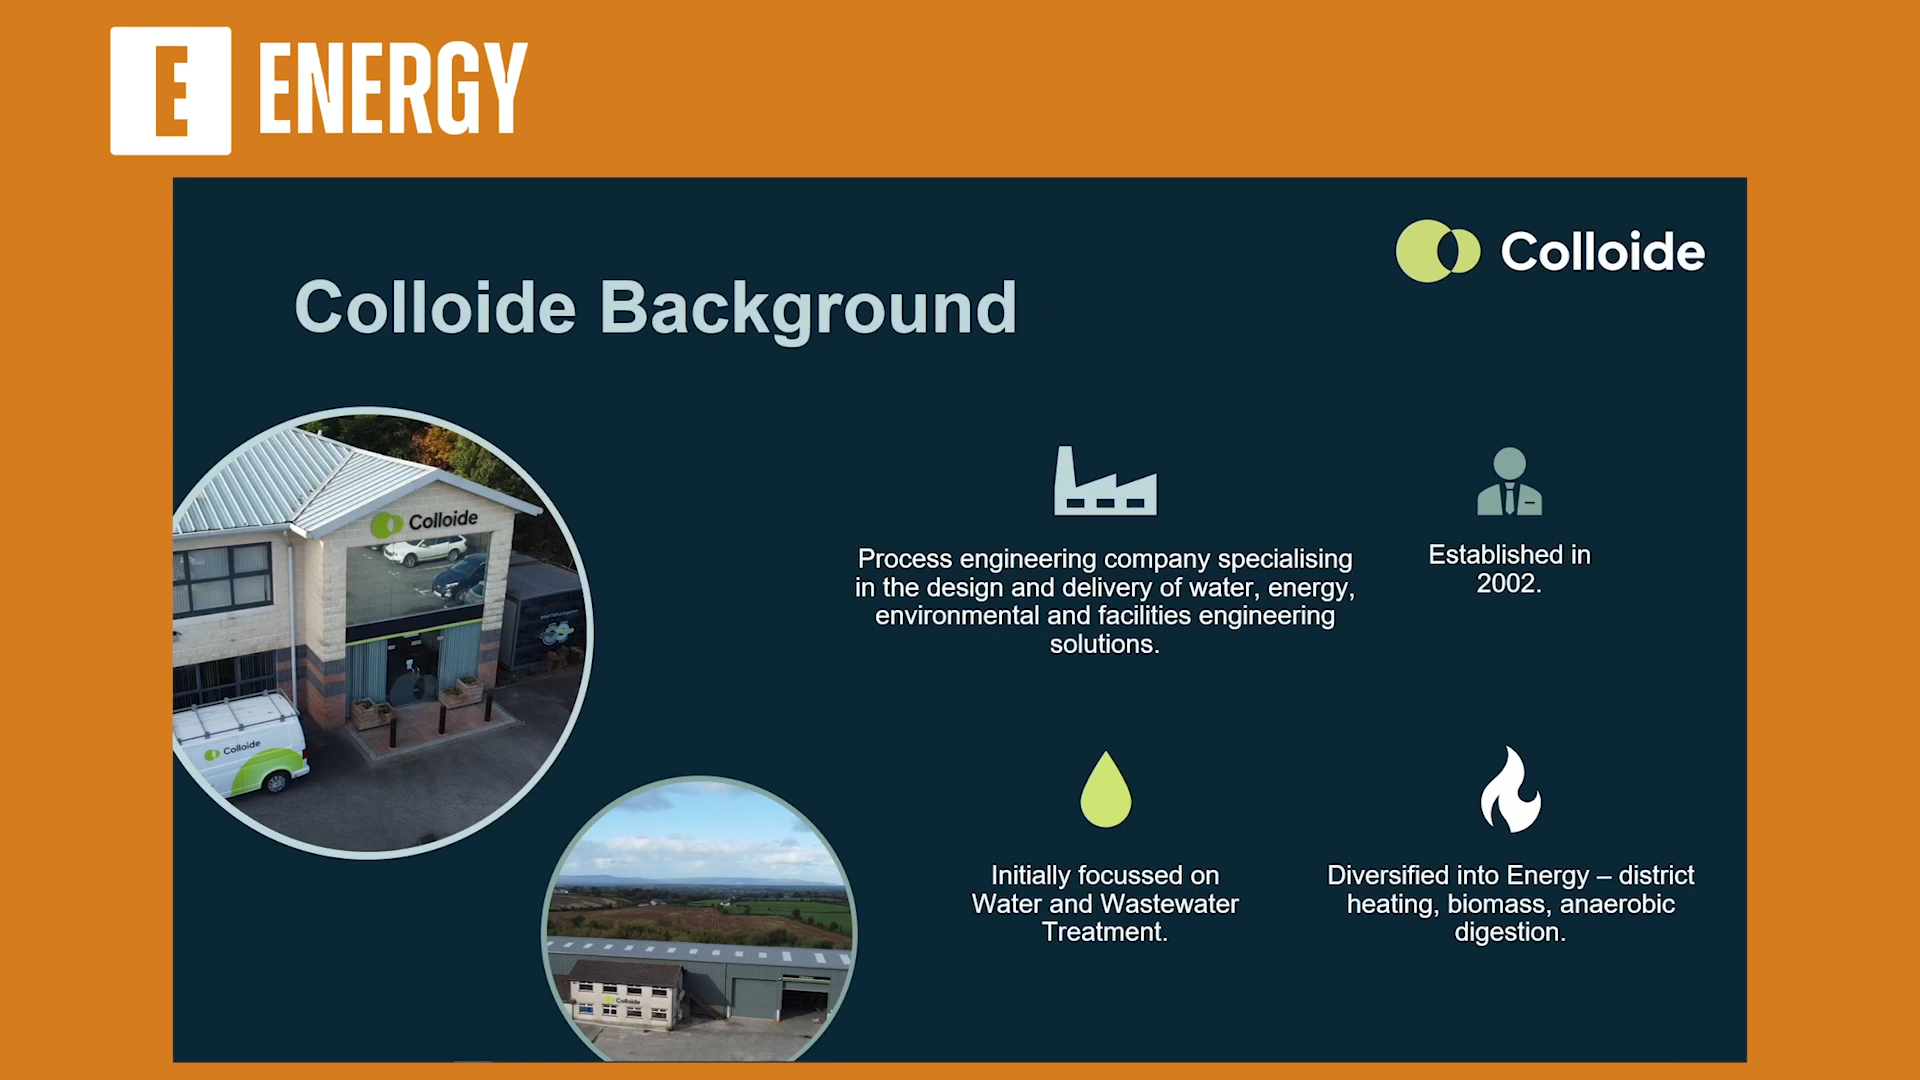 E ENERGY
Colloide
Colloide Background
Colloide
Process engineering company specialising
in the design and delivery of water, energy,
environmental and facilities engineering
solutions.
Established in
2002.
Colloide
Initially focussed on
Water and Wastewater
Treatment.
Diversified into Energy – district
heating, biomass, anaerobic
digestion.
Colloide